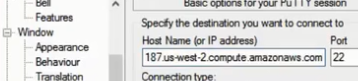 Bell
Features
Window
Appearance
Behaviour
Translation
Basic options for your PuTTY session
Specify the destination you want to connect to
Host Name (or IP address)
Port
187.us-west-2.compute.amazonaws.com
22
Connection type: